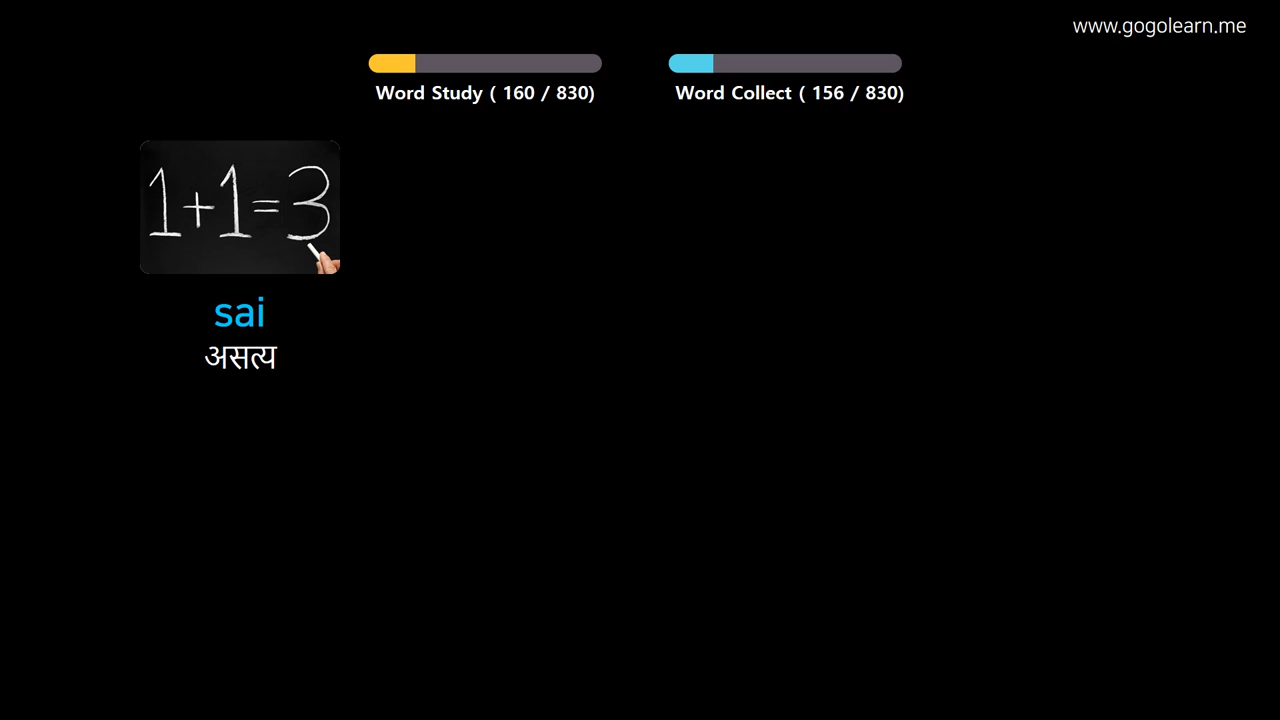 www.gogolearn.me
Word Study ( 160 / 830)
Word Collect ( 156 / 830)
1+1=3
sai
असत्य